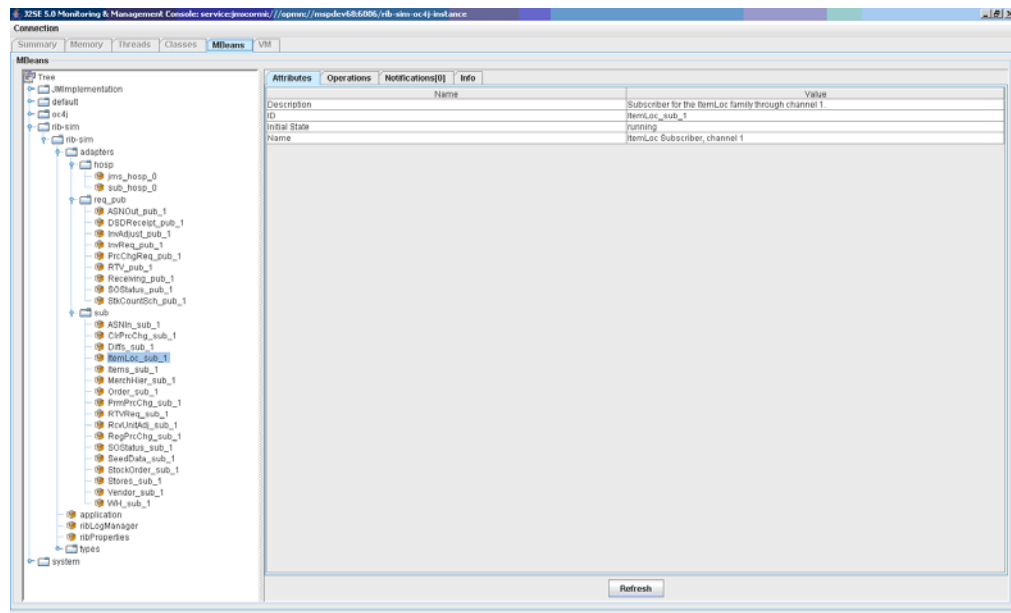 J2SE 5.0 Monitoring & Management Console: service:jmx:ormi:///opmn://mspdev68:6006/rib-sim-oc4j-instance
Connection
Summary Memory Threads Classes MBeans VM
MBeans
Tree
JMImplementation
default
oc4j
rib-sim
rib-sim
adapters
hosp
jms_hosp_0
sub_hosp_0
req_pub
ASNOut_pub_1
DSDReceipt_pub_1
InvAdjust_pub_1
InvReq_pub_1
PrcChgReq_pub_1
RTV_pub_1
Receiving_pub_1
SOStatus_pub_1
StkCountSch_pub_1
sub
ASNIn_sub_1
ClrPrcChg_sub_1
Diffs_sub_1
ItemLoc_sub_1
Items_sub_1
MerchHier_sub_1
Order_sub_1
PrmPrcChg_sub_1
RTVReq_sub_1
RcvUnitAdj_sub_1
RegPrcChg_sub_1
SOStatus_sub_1
SeedData_sub_1
StockOrder_sub_1
Stores_sub_1
Vendor_sub_1
WH_sub_1
application
ribLogManager
ribProperties
types
system
Attributes Operations Notifications[0] Info
Name Value
Description Subscriber for the ItemLoc family through channel 1.
ID ItemLoc_sub_1
Initial State running
Name ItemLoc Subscriber, channel 1
Refresh